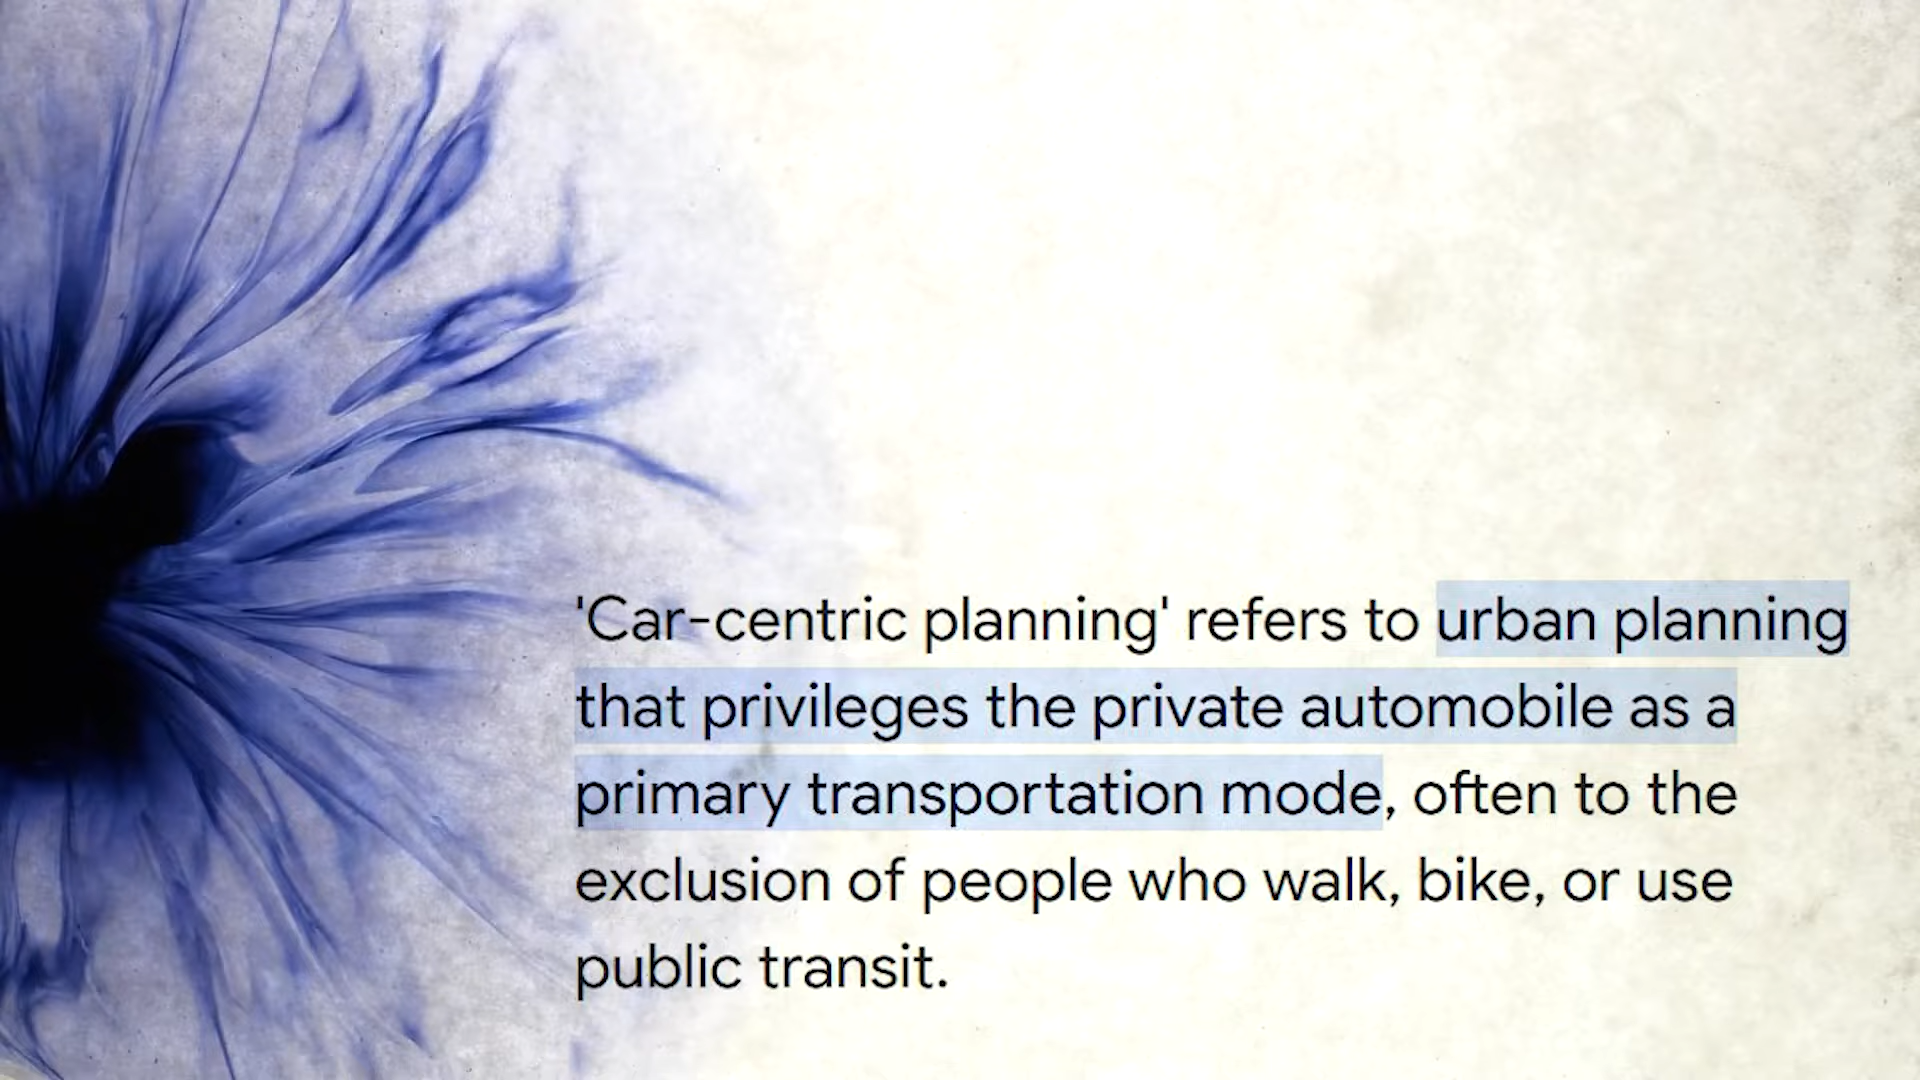 'Car-centric planning' refers to urban planning
that privileges the private automobile as a
primary transportation mode, often to the
exclusion of people who walk, bike, or use
public transit.